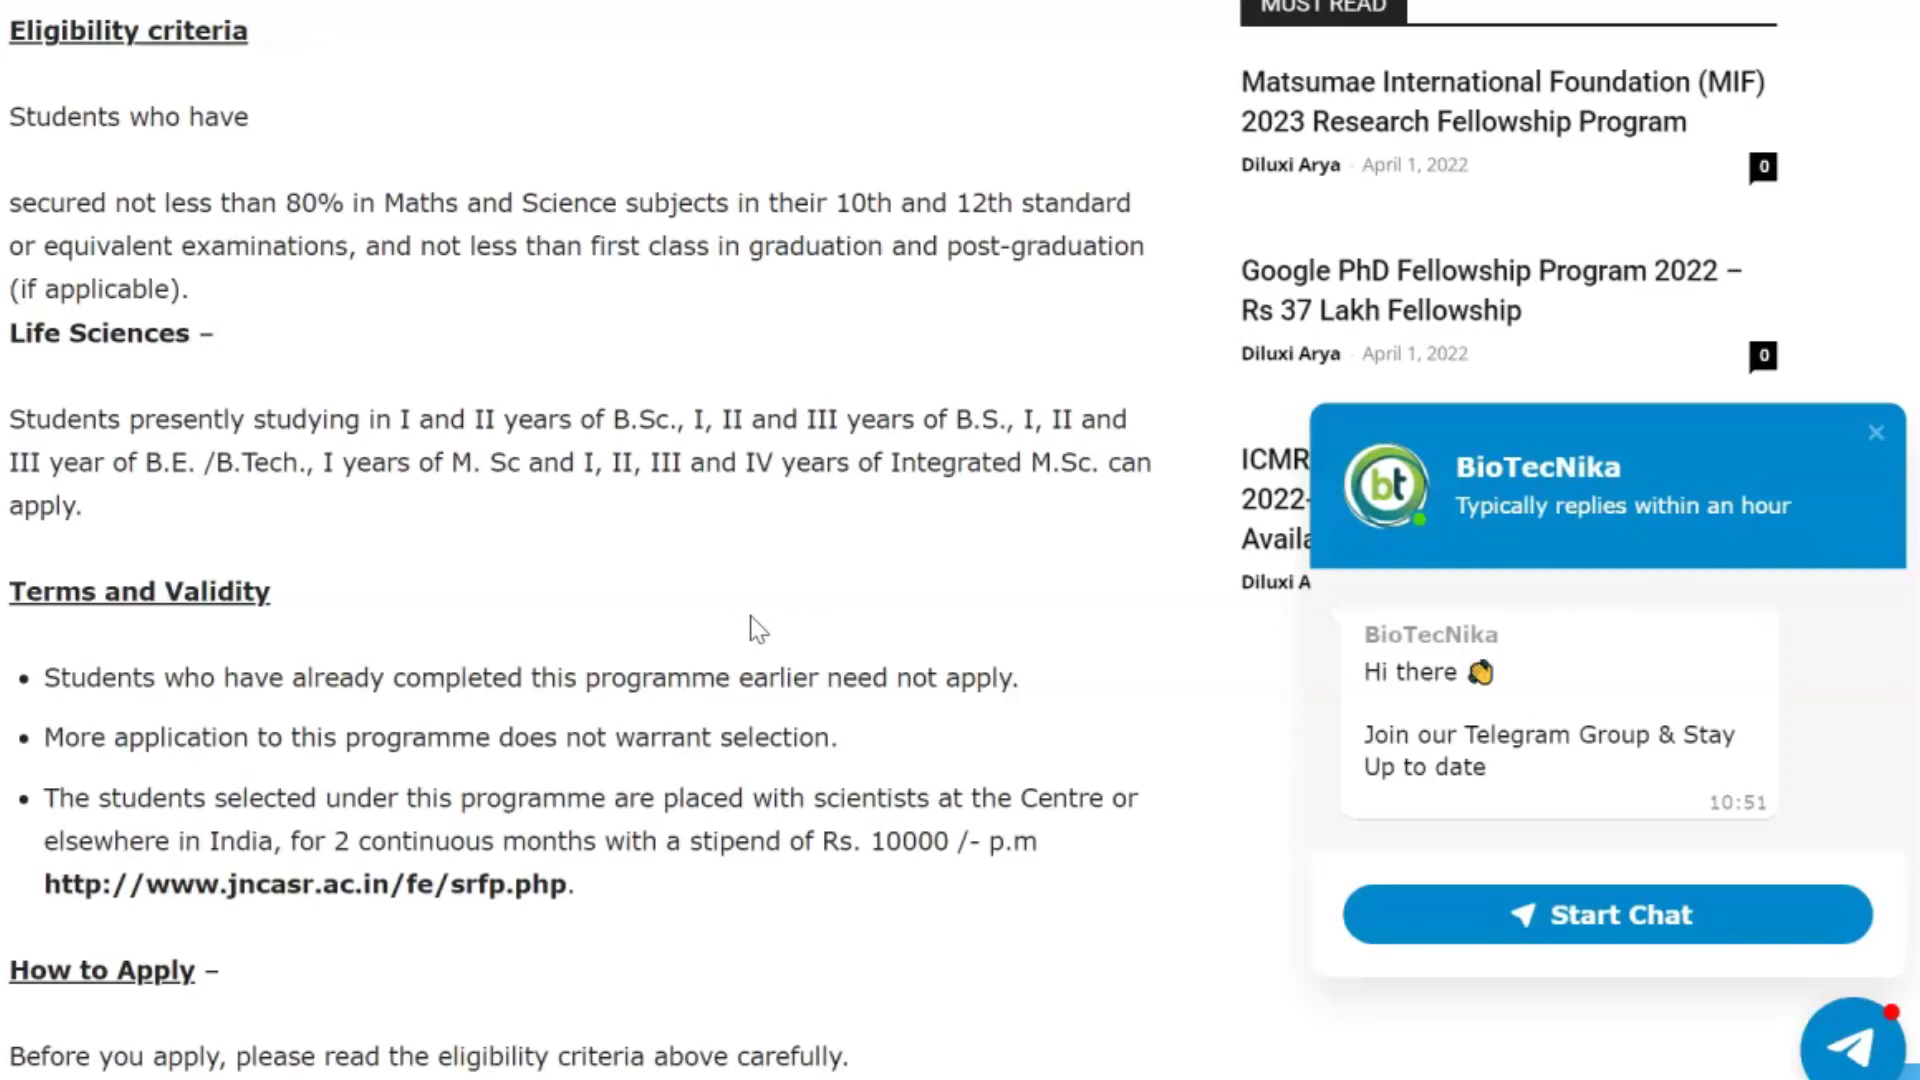 Eligibility criteria
Students who have
secured not less than 80% in Maths and Science subjects in their 10th and 12th standard
or equivalent examinations, and not less than first class in graduation and post-graduation
(if applicable).
Life Sciences –
Students presently studying in I and II years of B.Sc., I, II and III years of B.S., I, II and
III year of B.E. /B.Tech., I years of M. Sc and I, II, III and IV years of Integrated M.Sc. can
apply.
Terms and Validity
• Students who have already completed this programme earlier need not apply.
• More application to this programme does not warrant selection.
• The students selected under this programme are placed with scientists at the Centre or
elsewhere in India, for 2 continuous months with a stipend of Rs. 10000 /- p.m
http://www.jncasr.ac.in/fe/srfp.php.
How to Apply –
Before you apply, please read the eligibility criteria above carefully.
MUST READ
Matsumae International Foundation (MIF)
2023 Research Fellowship Program
Diluxi Arya - April 1, 2022
0
Google PhD Fellowship Program 2022 –
Rs 37 Lakh Fellowship
Diluxi Arya - April 1, 2022
0
ICMR
2022-
Diluxi A
bt
BioTecNika
Typically replies within an hour
BioTecNika
Hi there 👋
Join our Telegram Group & Stay
Up to date
10:51
Start Chat